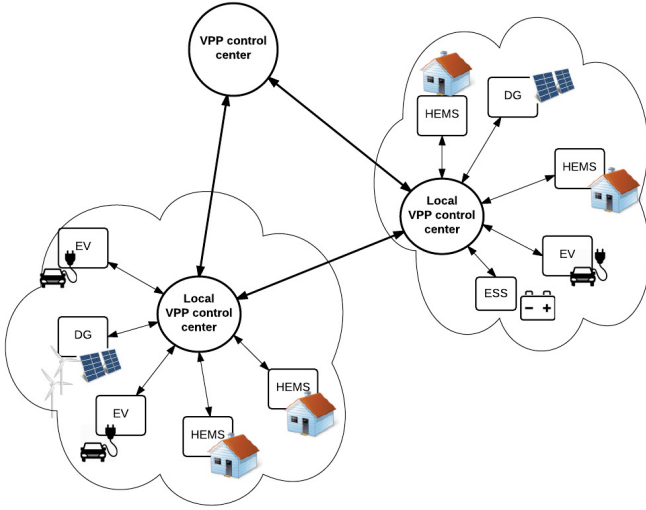 VPP control
center
HEMS
DG
HEMS
Local
VPP control
center
EV
ESS
EV
Local
VPP control
center
DG
EV
HEMS
HEMS